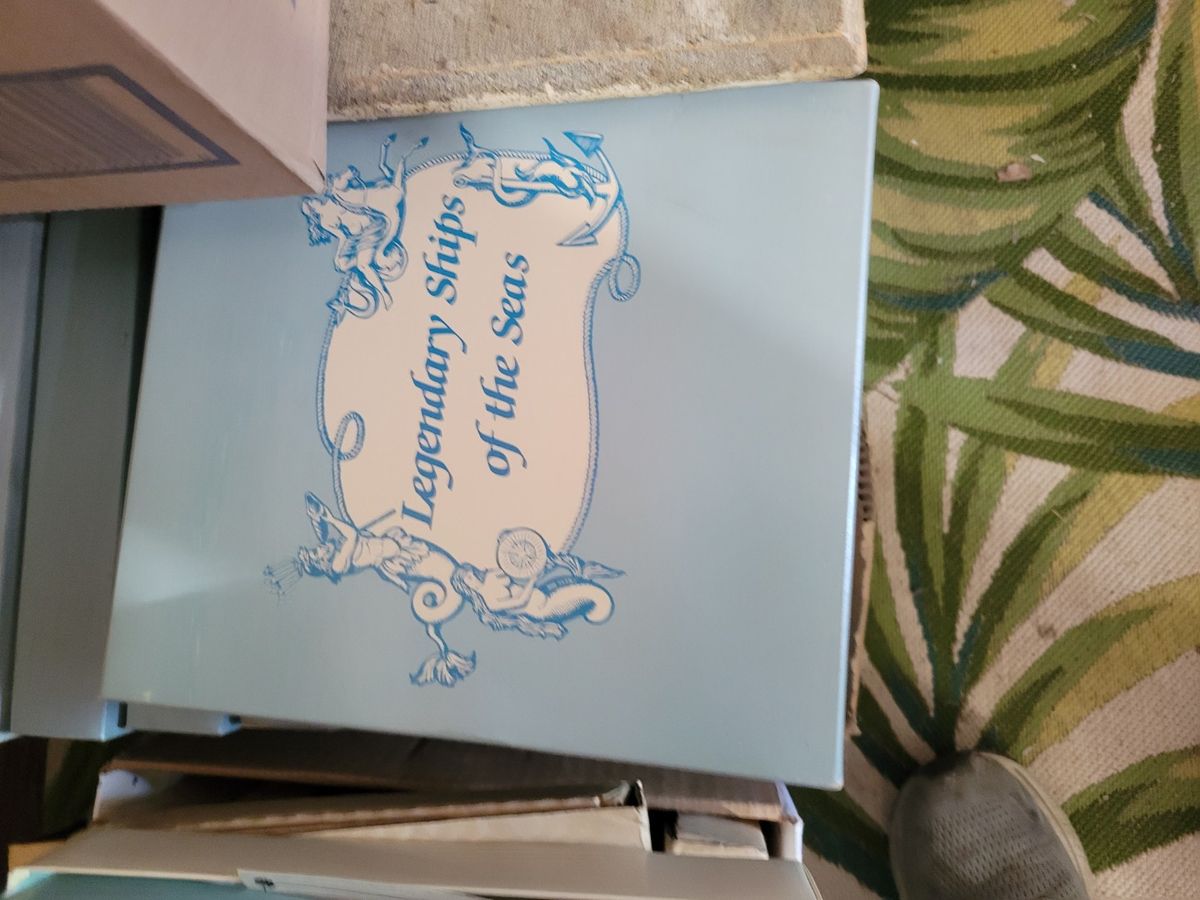 Legendary Ships
of the Seas